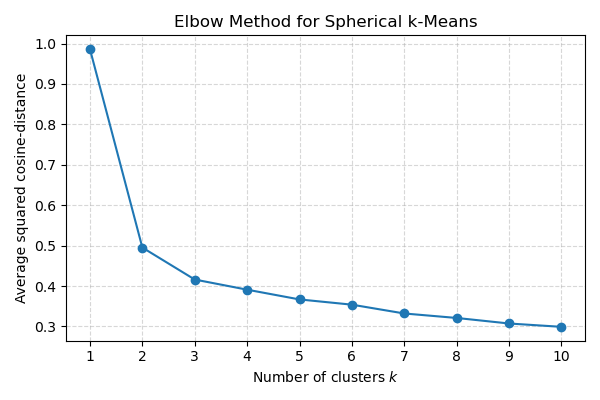 Elbow Method for Spherical k-Means
Average squared cosine-distance
1.0
0.9
0.8
0.7
0.6
0.5
0.4
0.3
1 2 3 4 5 6 7 8 9 10
Number of clusters k